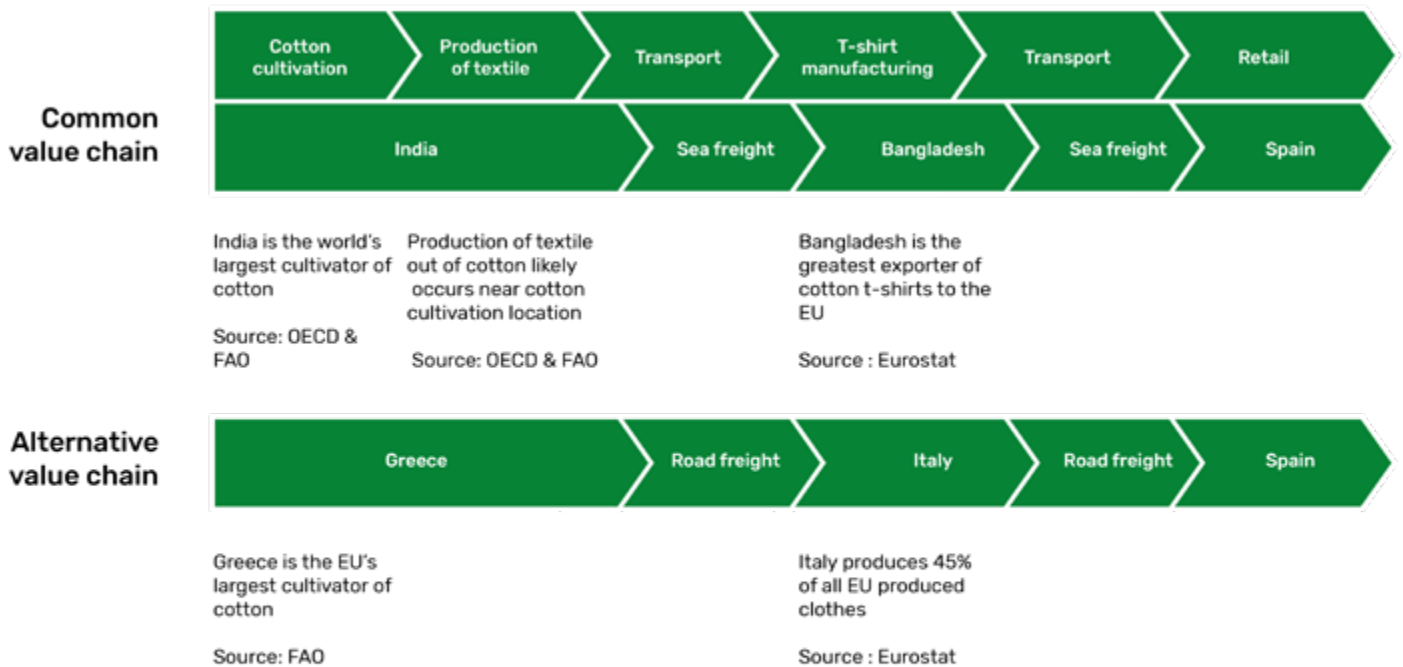 Cotton
cultivation
Production
of textile
Transport
T-shirt
manufacturing
Transport
Retail
Common
value chain
India
Sea freight
Bangladesh
Sea freight
Spain
India is the world's
largest cultivator of
cotton
Source: OECD &
FAO
Production of textile
out of cotton likely
occurs near cotton
cultivation location
Source: OECD & FAO
Bangladesh is the
greatest exporter of
cotton t-shirts to the
EU
Source : Eurostat
Alternative
value chain
Greece
Road freight
Italy
Road freight
Spain
Greece is the EU's
largest cultivator of
cotton
Source: FAO
Italy produces 45%
of all EU produced
clothes
Source : Eurostat